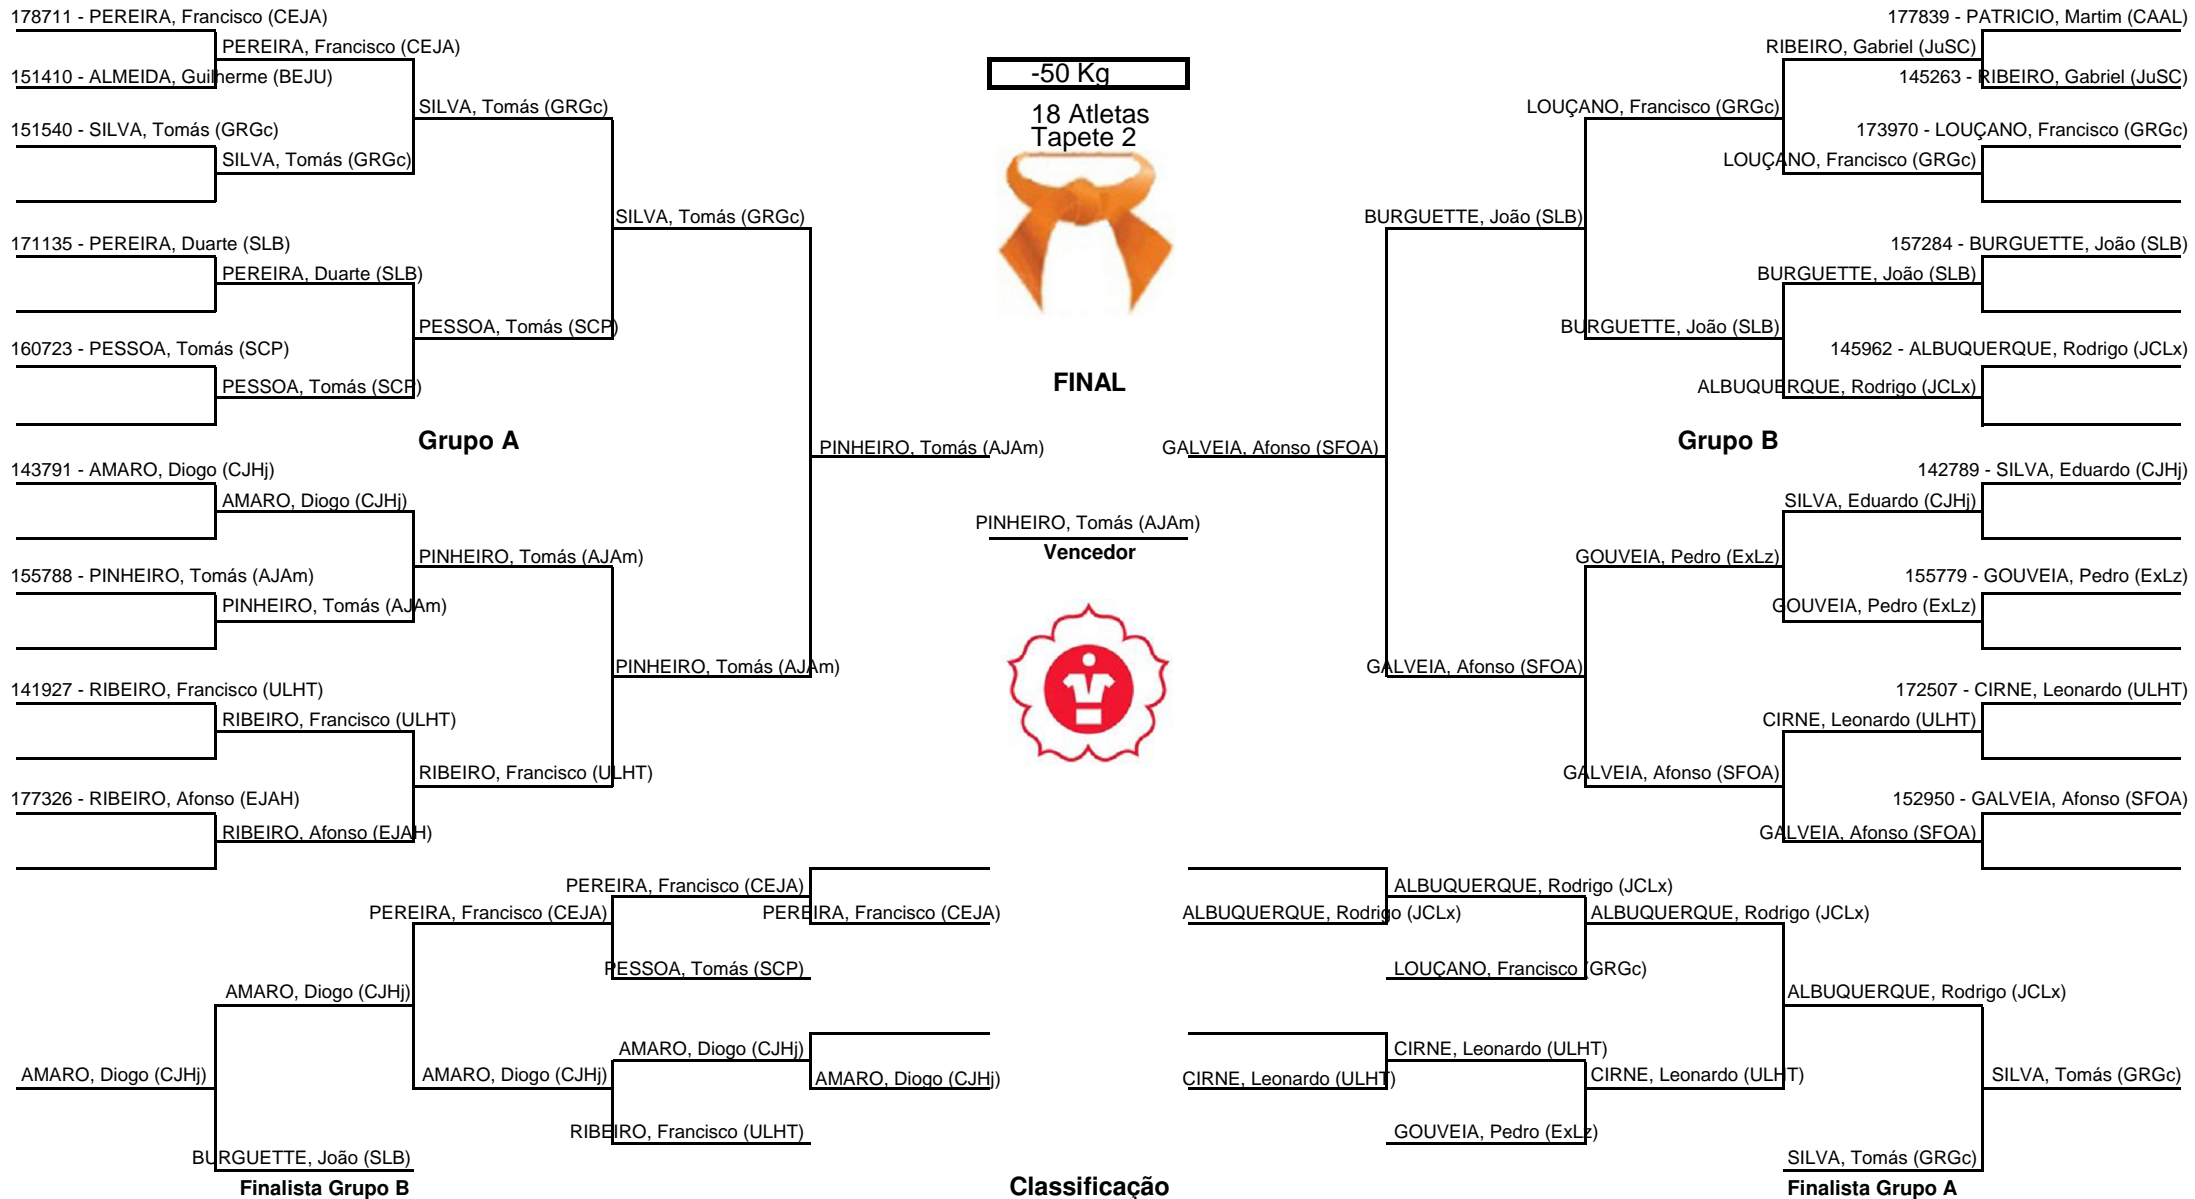 178711 - PEREIRA, Francisco (CEJA)
PEREIRA, Francisco (CEJA)
151410 - ALMEIDA, Guilherme (BEJU)
SILVA, Tomás (GRGc)
151540 - SILVA, Tomás (GRGc)
SILVA, Tomás (GRGc)
SILVA, Tomás (GRGc)
171135 - PEREIRA, Duarte (SLB)
PEREIRA, Duarte (SLB)
PESSOA, Tomás (SCP)
160723 - PESSOA, Tomás (SCP)
PESSOA, Tomás (SCP)
Grupo A
PINHEIRO, Tomás (AJAm)
143791 - AMARO, Diogo (CJHj)
AMARO, Diogo (CJHj)
PINHEIRO, Tomás (AJAm)
155788 - PINHEIRO, Tomás (AJAm)
PINHEIRO, Tomás (AJAm)
PINHEIRO, Tomás (AJAm)
141927 - RIBEIRO, Francisco (ULHT)
RIBEIRO, Francisco (ULHT)
RIBEIRO, Francisco (ULHT)
177326 - RIBEIRO, Afonso (EJAH)
RIBEIRO, Afonso (EJAH)
-50 Kg
18 Atletas
Tapete 2
FINAL
PINHEIRO, Tomás (AJAm)
Vencedor
177839 - PATRICIO, Martim (CAAL)
RIBEIRO, Gabriel (JuSC)
145263 - RIBEIRO, Gabriel (JuSC)
LOUÇANO, Francisco (GRGc)
173970 - LOUÇANO, Francisco (GRGc)
LOUÇANO, Francisco (GRGc)
BURGUETTE, João (SLB)
157284 - BURGUETTE, João (SLB)
BURGUETTE, João (SLB)
BURGUETTE, João (SLB)
145962 - ALBUQUERQUE, Rodrigo (JCLx)
ALBUQUERQUE, Rodrigo (JCLx)
Grupo B
GALVEIA, Afonso (SFOA)
142789 - SILVA, Eduardo (CJHj)
SILVA, Eduardo (CJHj)
GOUVEIA, Pedro (ExLz)
155779 - GOUVEIA, Pedro (ExLz)
GOUVEIA, Pedro (ExLz)
GALVEIA, Afonso (SFOA)
172507 - CIRNE, Leonardo (ULHT)
CIRNE, Leonardo (ULHT)
GALVEIA, Afonso (SFOA)
152950 - GALVEIA, Afonso (SFOA)
GALVEIA, Afonso (SFOA)
PEREIRA, Francisco (CEJA)
PEREIRA, Francisco (CEJA)
PEREIRA, Francisco (CEJA)
PESSOA, Tomás (SCP)
AMARO, Diogo (CJHj)
AMARO, Diogo (CJHj)
AMARO, Diogo (CJHj)
AMARO, Diogo (CJHj)
AMARO, Diogo (CJHj)
RIBEIRO, Francisco (ULHT)
BURGUETTE, João (SLB)
Finalista Grupo B
ALBUQUERQUE, Rodrigo (JCLx)
ALBUQUERQUE, Rodrigo (JCLx)
ALBUQUERQUE, Rodrigo (JCLx)
LOUÇANO, Francisco (GRGc)
ALBUQUERQUE, Rodrigo (JCLx)
CIRNE, Leonardo (ULHT)
CIRNE, Leonardo (ULHT)
CIRNE, Leonardo (ULHT)
SILVA, Tomás (GRGc)
GOUVEIA, Pedro (ExLz)
SILVA, Tomás (GRGc)
Classificação
Finalista Grupo A